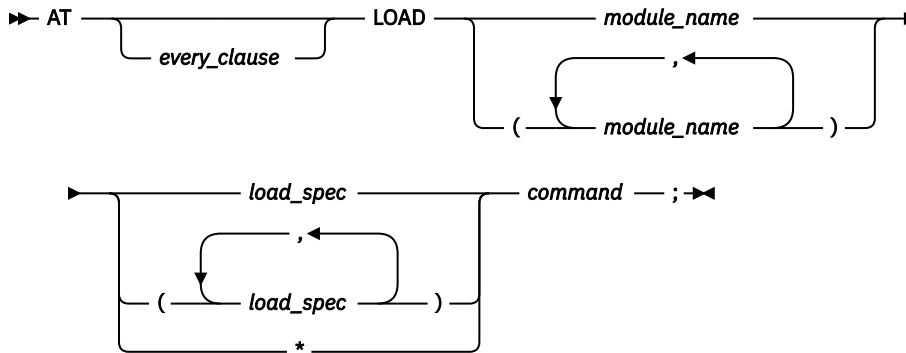 AT LOAD module_name
every_clause
,
( module_name )
load_spec command ;
,
( load_spec )
*